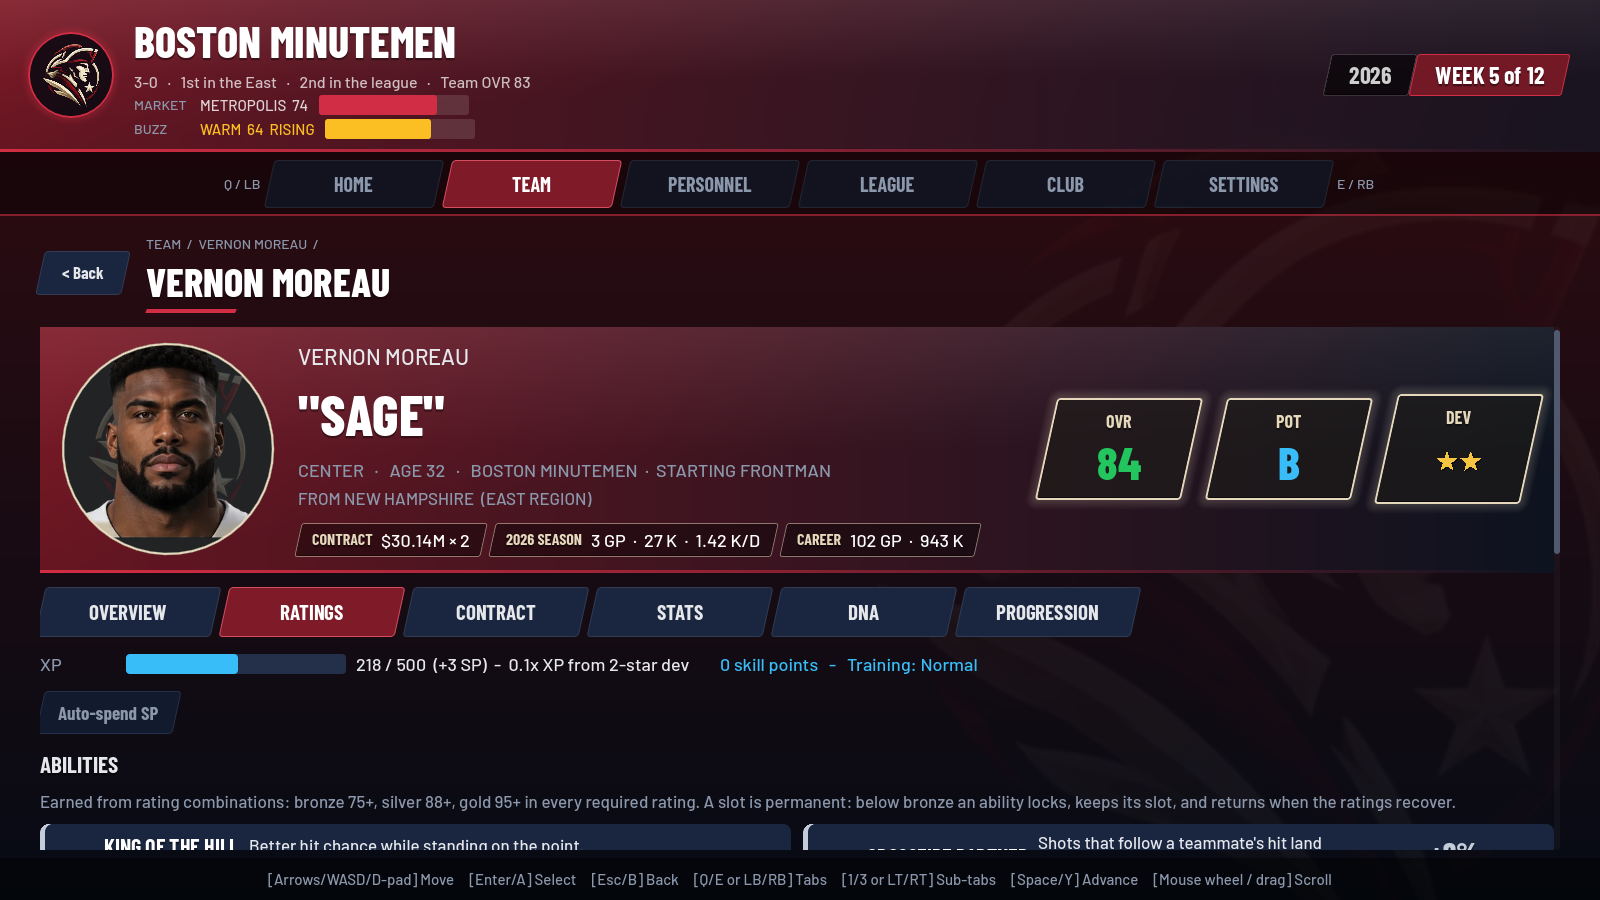 BOSTON MINUTEMEN
3-0 · 1st in the East · 2nd in the league · Team OVR 83
MARKET METROPOLIS 74
BUZZ WARM 64 RISING
2026 WEEK 5 of 12
Q / LB HOME TEAM PERSONNEL LEAGUE CLUB SETTINGS E / RB
< Back
TEAM / VERNON MOREAU /
VERNON MOREAU
VERNON MOREAU
"SAGE"
CENTER · AGE 32 · BOSTON MINUTEMEN · STARTING FRONTMAN
FROM NEW HAMPSHIRE (EAST REGION)
CONTRACT $30.14M × 2 2026 SEASON 3 GP · 27 K · 1.42 K/D CAREER 102 GP · 943 K
OVR
84
POT
B
DEV
OVERVIEW RATINGS CONTRACT STATS DNA PROGRESSION
XP 218 / 500 (+3 SP) - 0.1x XP from 2-star dev 0 skill points - Training: Normal
Auto-spend SP
ABILITIES
Earned from rating combinations: bronze 75+, silver 88+, gold 95+ in every required rating. A slot is permanent: below bronze an ability locks, keeps its slot, and returns when the ratings recover.
KING OF THE HILL Better hit chance while standing on the point
Shots that follow a teammate's hit land
[Arrows/WASD/D-pad] Move [Enter/A] Select [Esc/B] Back [Q/E or LB/RB] Tabs [1/3 or LT/RT] Sub-tabs [Space/Y] Advance [Mouse wheel / drag] Scroll